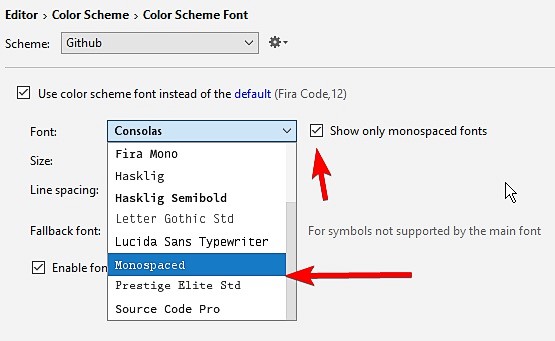 Editor › Color Scheme › Color Scheme Font
Scheme: Github
Use color scheme font instead of the default (Fira Code,12)
Font: Consolas Show only monospaced fonts
Fira Mono
Size: Hasklig
Line spacing: Hasklig Semibold
Letter Gothic Std
Fallback font: Lucida Sans Typewriter For symbols not supported by the main font
Enable fon Monospaced
Prestige Elite Std
Source Code Pro